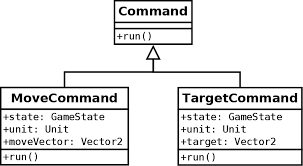 Command
+run()
MoveCommand
+state: GameState
+unit: Unit
+moveVector: Vector2
+run()
TargetCommand
+state: GameState
+unit: Unit
+target: Vector2
+run()